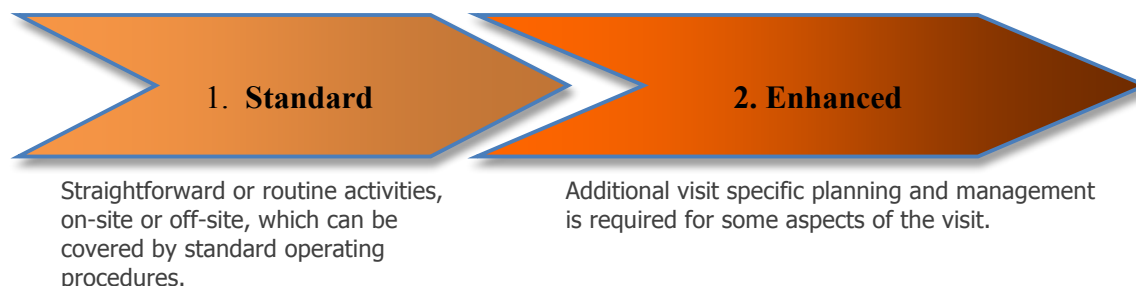 1. Standard
2. Enhanced
Straightforward or routine activities,
on-site or off-site, which can be
covered by standard operating
procedures.
Additional visit specific planning and management
is required for some aspects of the visit.